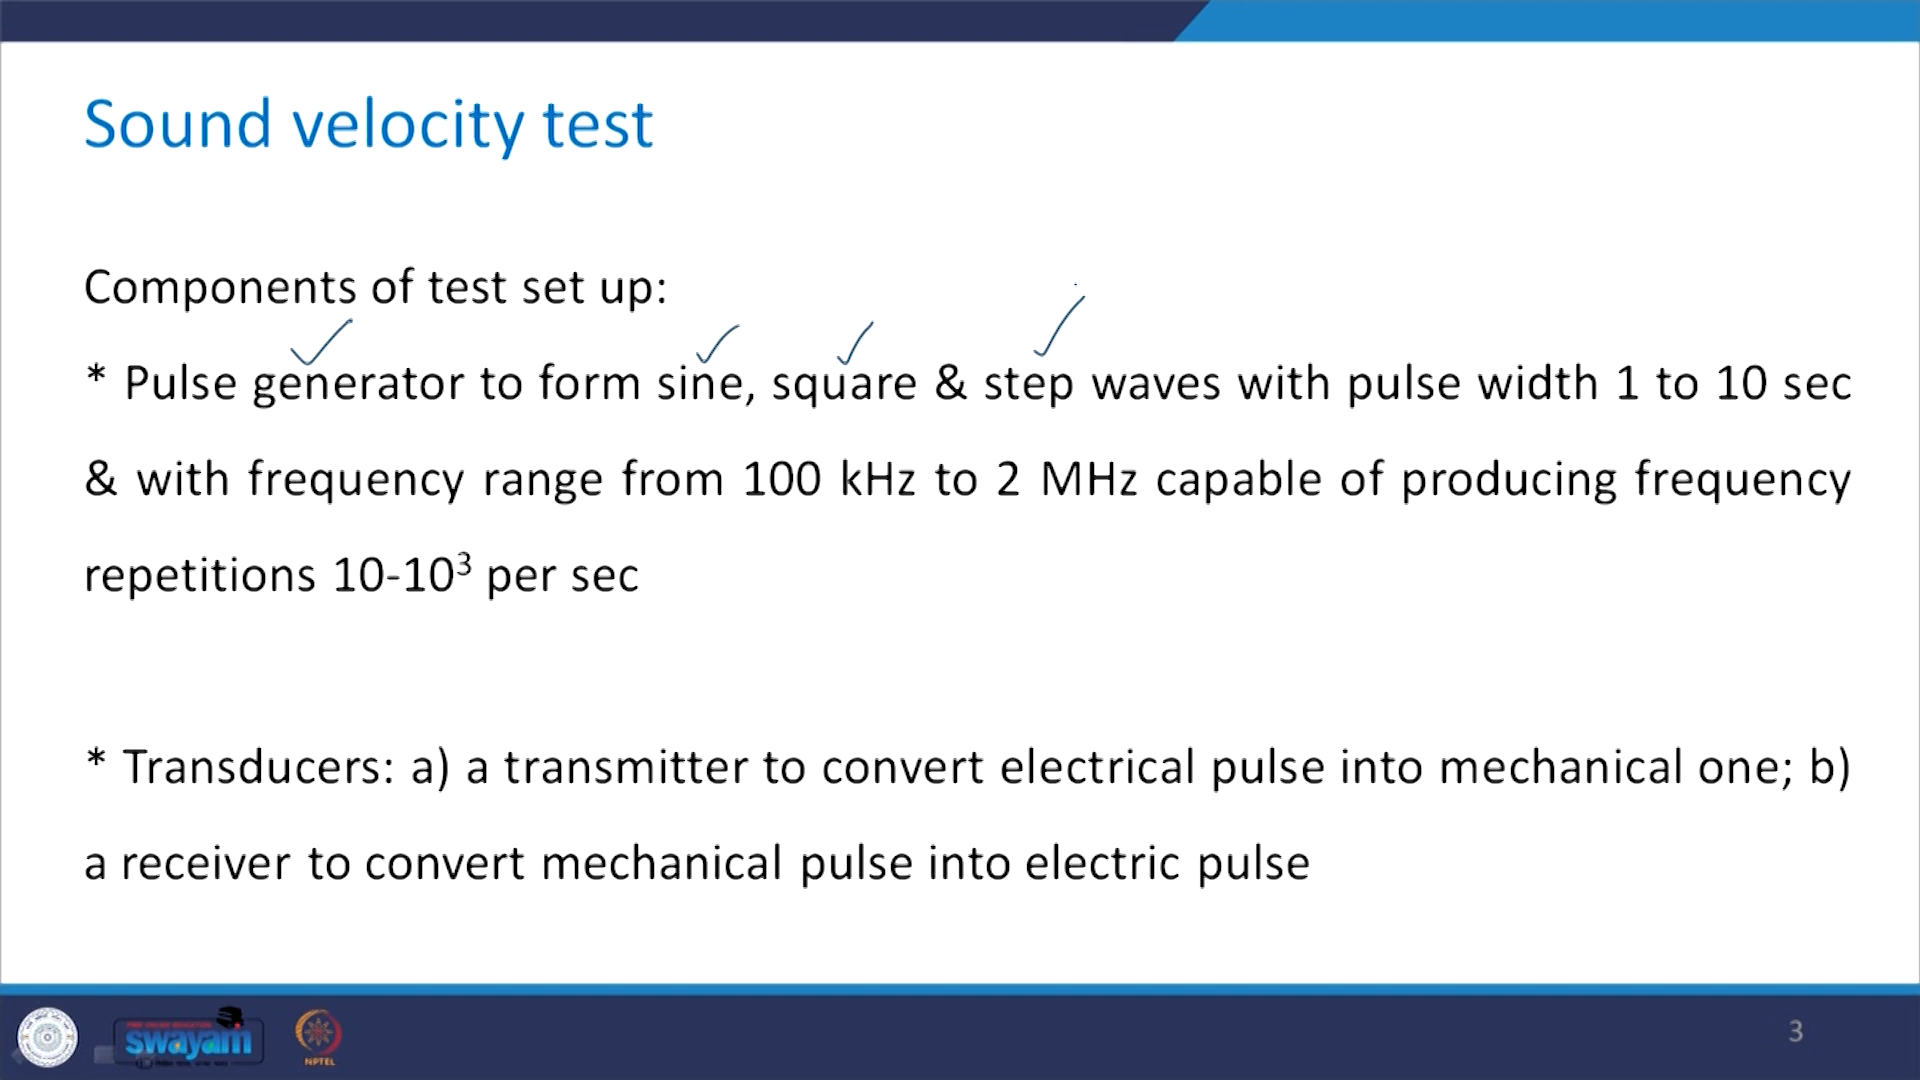 Sound velocity test
Components of test set up:
* Pulse generator to form sine, square & step waves with pulse width 1 to 10 sec
& with frequency range from 100 kHz to 2 MHz capable of producing frequency
repetitions 10-10³ per sec
* Transducers: a) a transmitter to convert electrical pulse into mechanical one; b)
a receiver to convert mechanical pulse into electric pulse
swayam
NPTEL
3